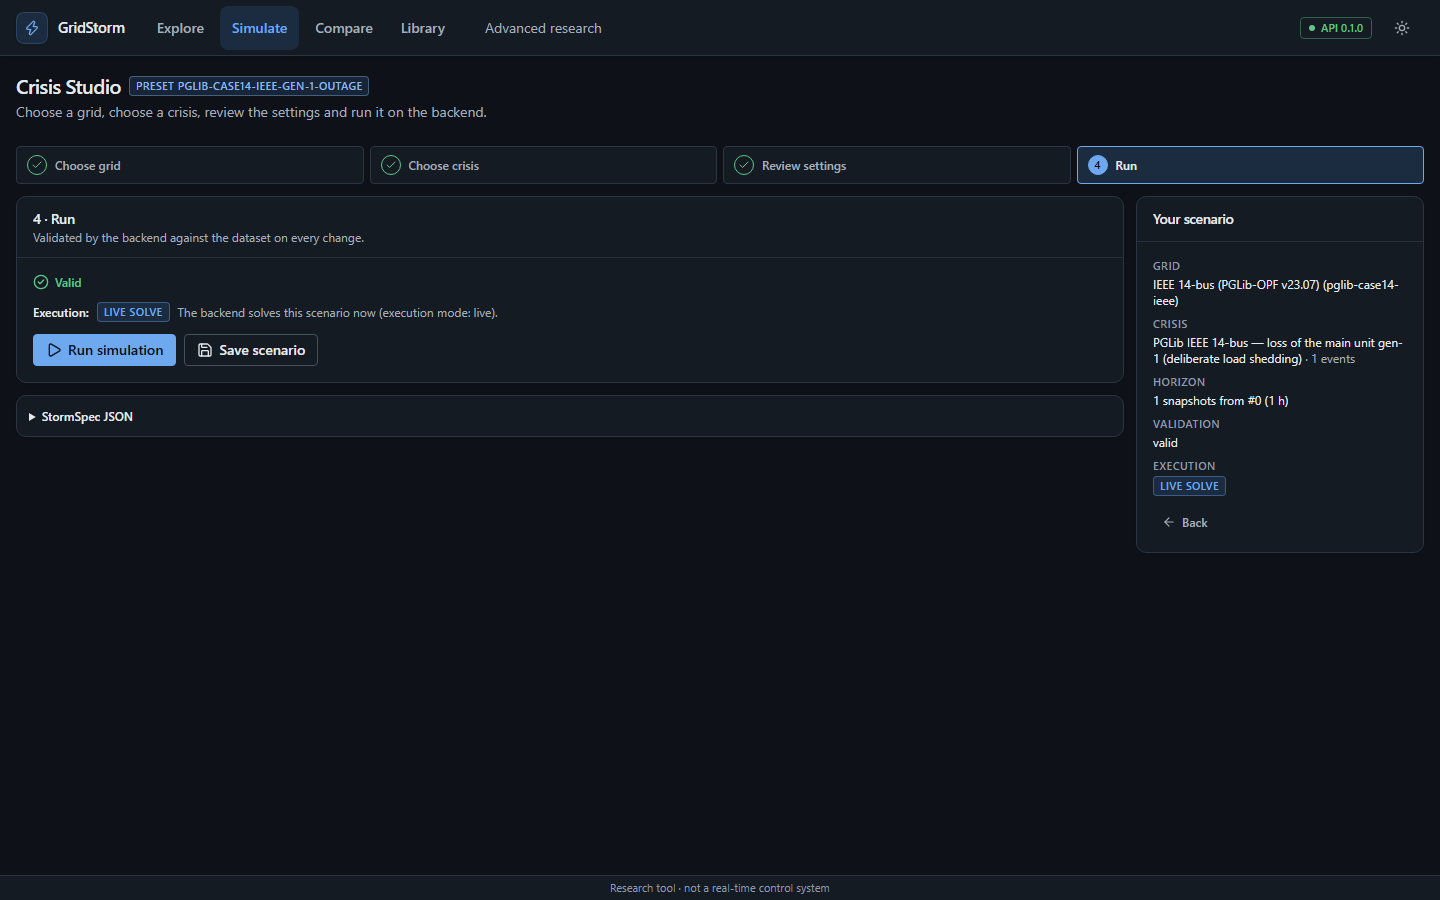 GridStorm
Explore
Simulate
Compare
Library
Advanced research
API 0.1.0
Crisis Studio
PRESET PGLIB-CASE14-IEEE-GEN-1-OUTAGE
Choose a grid, choose a crisis, review the settings and run it on the backend.
Choose grid
Choose crisis
Review settings
4 Run
4 · Run
Validated by the backend against the dataset on every change.
Valid
Execution: LIVE SOLVE The backend solves this scenario now (execution mode: live).
Run simulation
Save scenario
StormSpec JSON
Your scenario
GRID
IEEE 14-bus (PGLib-OPF v23.07) (pglib-case14-
ieee)
CRISIS
PGLib IEEE 14-bus — loss of the main unit gen-
1 (deliberate load shedding) · 1 events
HORIZON
1 snapshots from #0 (1 h)
VALIDATION
valid
EXECUTION
LIVE SOLVE
Back
Research tool · not a real-time control system